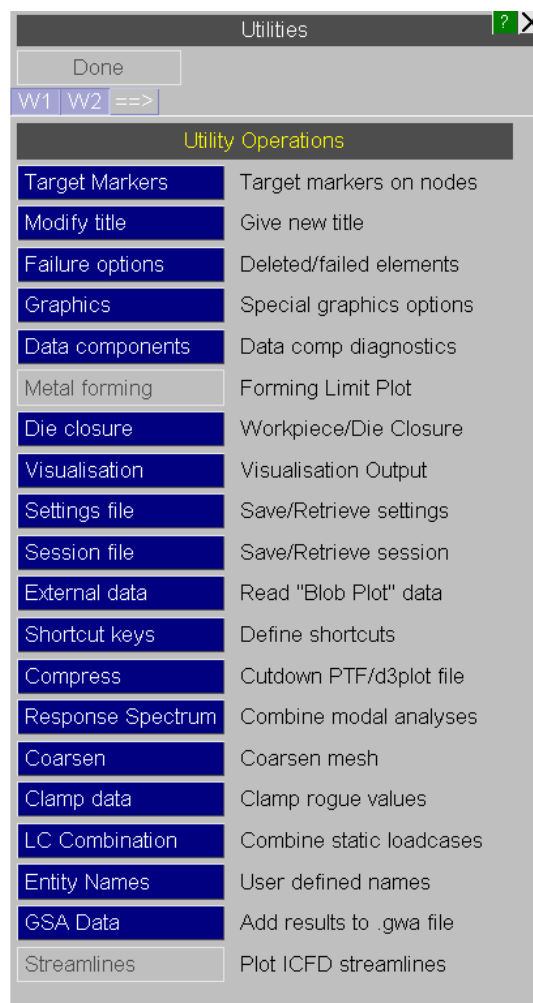 Utilities ? X
Done
W1 W2 ==>
Utility Operations
Target Markers Target markers on nodes
Modify title Give new title
Failure options Deleted/failed elements
Graphics Special graphics options
Data components Data comp diagnostics
Metal forming Forming Limit Plot
Die closure Workpiece/Die Closure
Visualisation Visualisation Output
Settings file Save/Retrieve settings
Session file Save/Retrieve session
External data Read "Blob Plot" data
Shortcut keys Define shortcuts
Compress Cutdown PTF/d3plot file
Response Spectrum Combine modal analyses
Coarsen Coarsen mesh
Clamp data Clamp rogue values
LC Combination Combine static loadcases
Entity Names User defined names
GSA Data Add results to .gwa file
Streamlines Plot ICFD streamlines